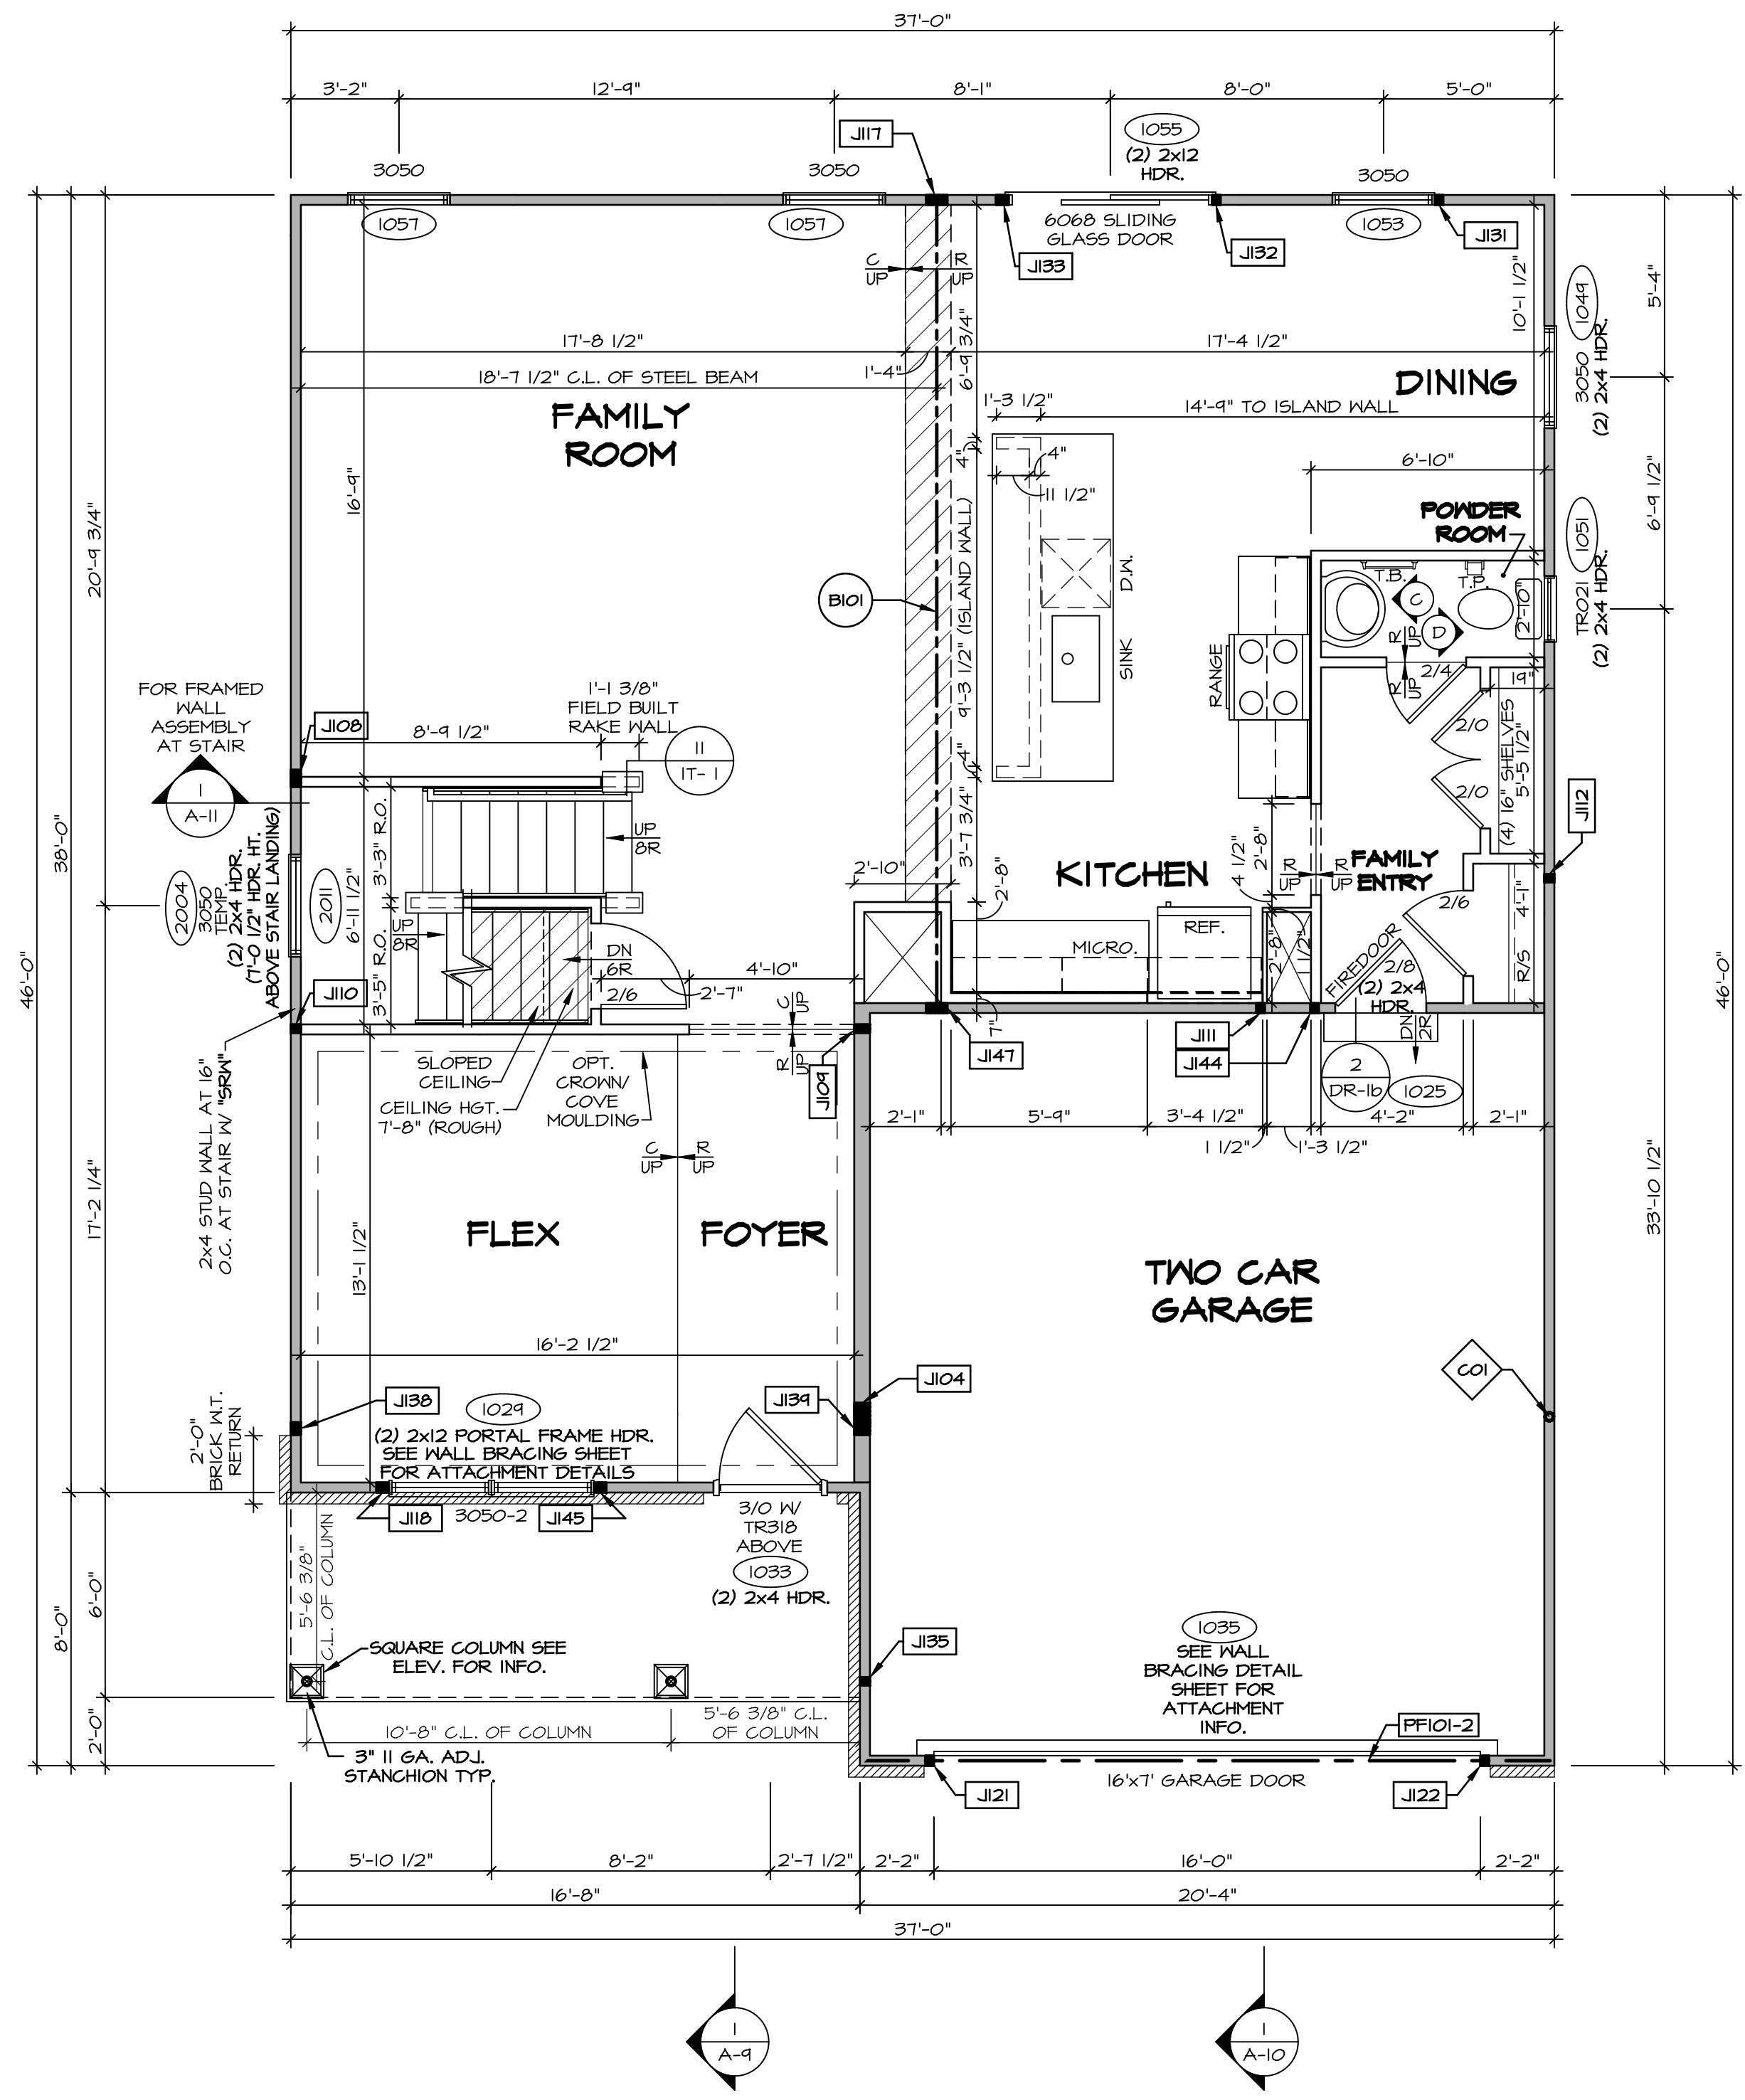 37'-0"
3'-2"
12'-9"
8'-1"
8'-0"
5'-0"
J117
1055
(2) 2x12
HDR.
3050
3050
3050
1057
1057
6068 SLIDING
GLASS DOOR
1053
J133
J132
J131
C
UP
R
UP
10'-1 1/2"
5'-4"
1049
3050
(2) 2x4 HDR.
17'-8 1/2"
1'-4"
6'-9 3/4"
17'-4 1/2"
18'-7 1/2" C.L. OF STEEL BEAM
DINING
FAMILY
ROOM
1'-3 1/2"
14'-9" TO ISLAND WALL
4"
4"
11 1/2"
6'-10"
16'-9"
20'-9 3/4"
POWDER
ROOM
6'-9 1/2"
1051
TR021
(2) 2x4 HDR.
9'-3 1/2" (ISLAND WALL)
D.W.
T.B.
T.P.
C
D
2'-10"
R
UP
R
UP
B101
SINK
RANGE
2/4
19"
2/0
2/0
(4) 16" SHELVES
5'-5 1/2"
FOR FRAMED
WALL
ASSEMBLY
AT STAIR
1
A-11
J108
8'-9 1/2"
1'-1 3/8"
FIELD BUILT
RAKE WALL
11
IT- 1
4"
J112
38'-0"
46'-0"
46'-0"
2004
3050
TEMP.
(2) 2x4 HDR.
(7'-0 1/2" HDR. HT.
ABOVE STAIR LANDING)
2011
6'-11 1/2"
3'-3" R.O.
3'-5" R.O.
UP
8R
UP
8R
DN
6R
2/6
2'-10"
3'-7 3/4"
2'-8"
KITCHEN
4 1/2"
2'-8"
R
UP
R
UP
FAMILY
ENTRY
2/6
4'-1"
R/S
MICRO.
REF.
2'-8"
1 1/2"
FIREDOOR
2/8
(2) 2x4
HDR.
4'-10"
2'-7"
C
UP
R
UP
J110
7"
J147
J111
J144
DN
2R
2
DR-1b
1025
J109
SLOPED
CEILING
CEILING HGT.
7'-8" (ROUGH)
OPT.
CROWN/
COVE
MOULDING
2x4 STUD WALL AT 16"
O.C. AT STAIR W/ "SRW"
2'-1"
5'-9"
3'-4 1/2"
4'-2"
2'-1"
1 1/2"
1'-3 1/2"
C
UP
R
UP
17'-2 1/4"
33'-10 1/2"
FLEX
FOYER
13'-1 1/2"
TWO CAR
GARAGE
16'-2 1/2"
C01
J104
J138
1029
J139
2'-0"
BRICK W.T.
RETURN
(2) 2x12 PORTAL FRAME HDR.
SEE WALL BRACING SHEET
FOR ATTACHMENT DETAILS
J118
3050-2
J145
3/0 W/
TR318
ABOVE
1033
(2) 2x4 HDR.
5'-6 3/8"
C.L. OF COLUMN
6'-0"
8'-0"
2'-0"
SQUARE COLUMN SEE
ELEV. FOR INFO.
J135
1035
SEE WALL
BRACING DETAIL
SHEET FOR
ATTACHMENT
INFO.
10'-8" C.L. OF COLUMN
5'-6 3/8" C.L.
OF COLUMN
PF101-2
3" 11 GA. ADJ.
STANCHION TYP.
16'x7' GARAGE DOOR
J121
J122
5'-10 1/2"
8'-2"
2'-7 1/2"
2'-2"
16'-0"
2'-2"
16'-8"
20'-4"
37'-0"
1
A-9
1
A-10